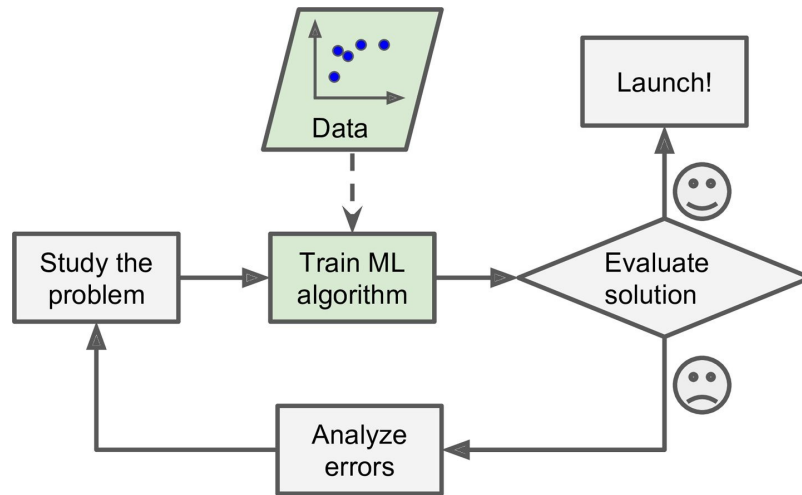 Data
Launch!
Study the
problem
Train ML
algorithm
Evaluate
solution
Analyze
errors